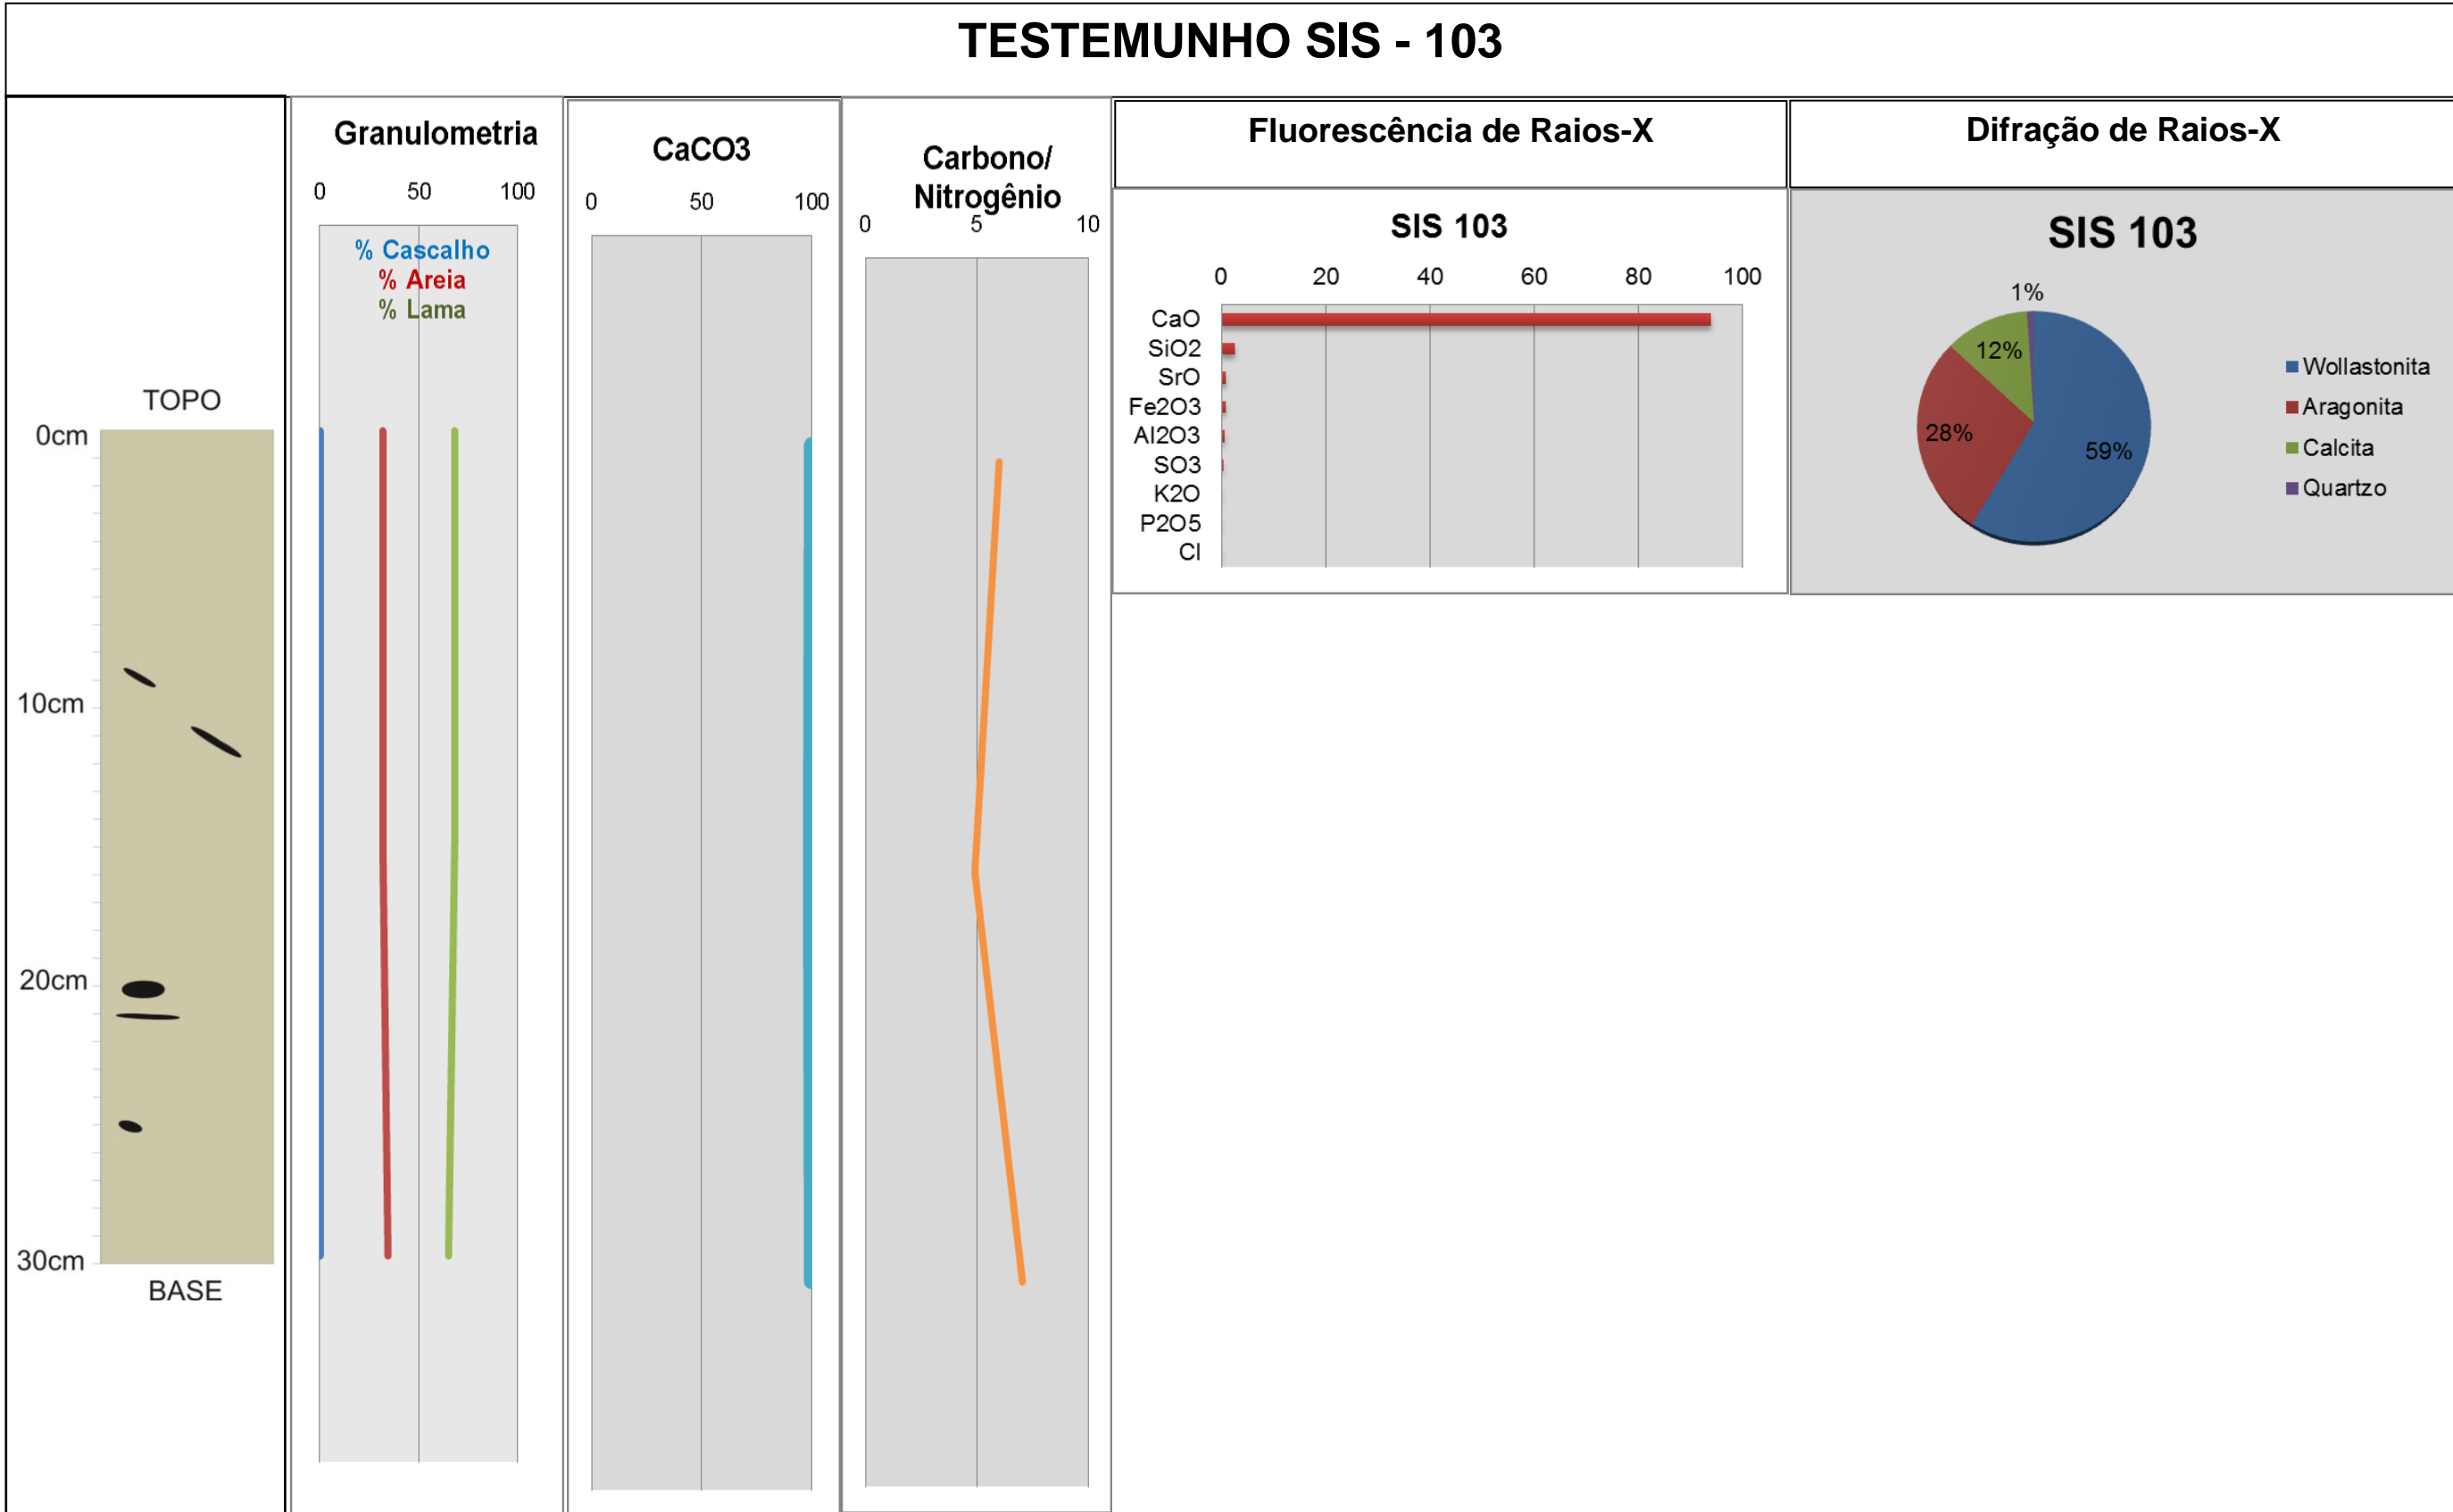 TESTEMUNHO SIS - 103
TOPO
0cm
10cm
20cm
30cm
BASE
Granulometria
0 50 100
% Cascalho
% Areia
% Lama
CaCO3
0 50 100
Carbono/
Nitrogênio
0 5 10
Fluorescência de Raios-X
SIS 103
0 20 40 60 80 100
CaO
SiO2
SrO
Fe2O3
Al2O3
SO3
K2O
P2O5
Cl
Difração de Raios-X
SIS 103
1%
12%
28%
59%
Wollastonita
Aragonita
Calcita
Quartzo